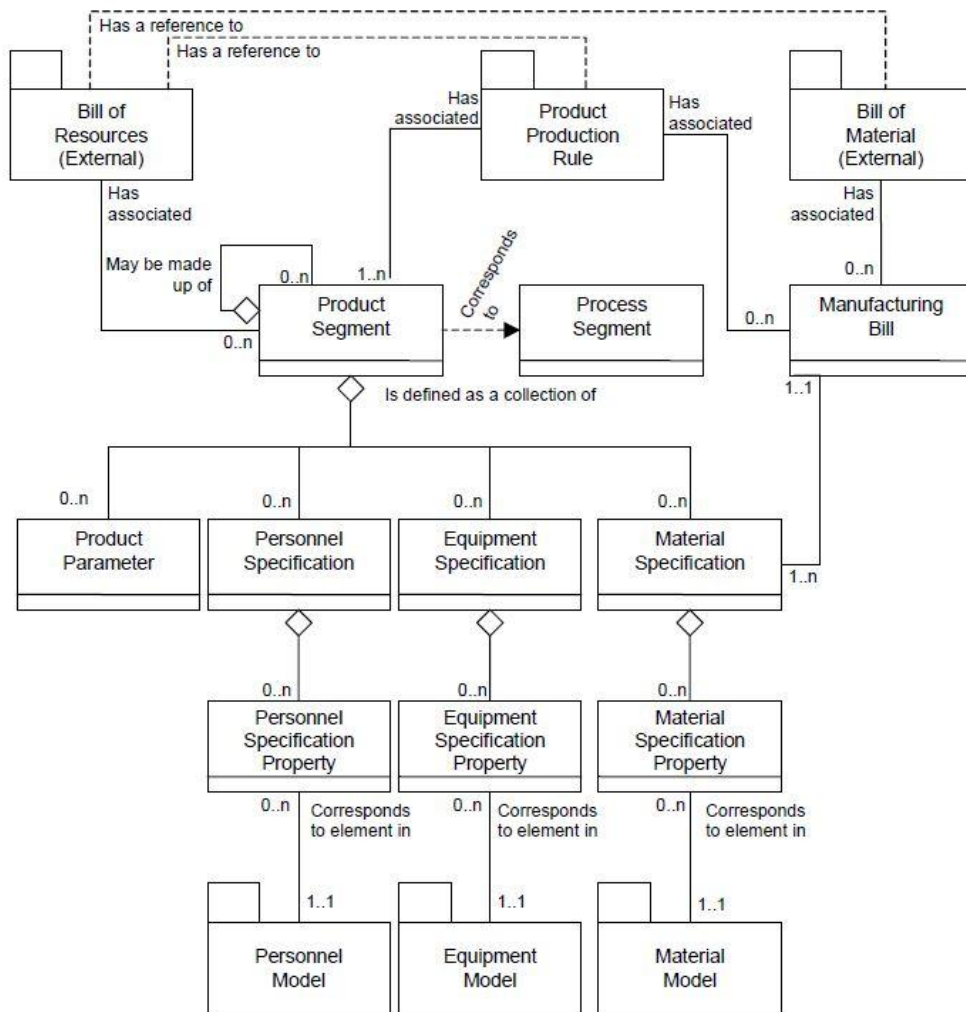 Has a reference to
Has a reference to
Bill of
Resources
(External)
Has
associated
Product
Production
Rule
Has
associated
Bill of
Material
(External)
Has
associated
Has
associated
May be made
up of
0..n
1..n
0..n
Corresponds
to
0..n
0..n
Product
Segment
Process
Segment
Manufacturing
Bill
1..1
Is defined as a collection of
0..n
0..n
0..n
0..n
Product
Parameter
Personnel
Specification
Equipment
Specification
Material
Specification
1..n
0..n
0..n
0..n
Personnel
Specification
Property
Equipment
Specification
Property
Material
Specification
Property
0..n
Corresponds
to element in
0..n
Corresponds
to element in
0..n
Corresponds
to element in
1..1
1..1
1..1
Personnel
Model
Equipment
Model
Material
Model